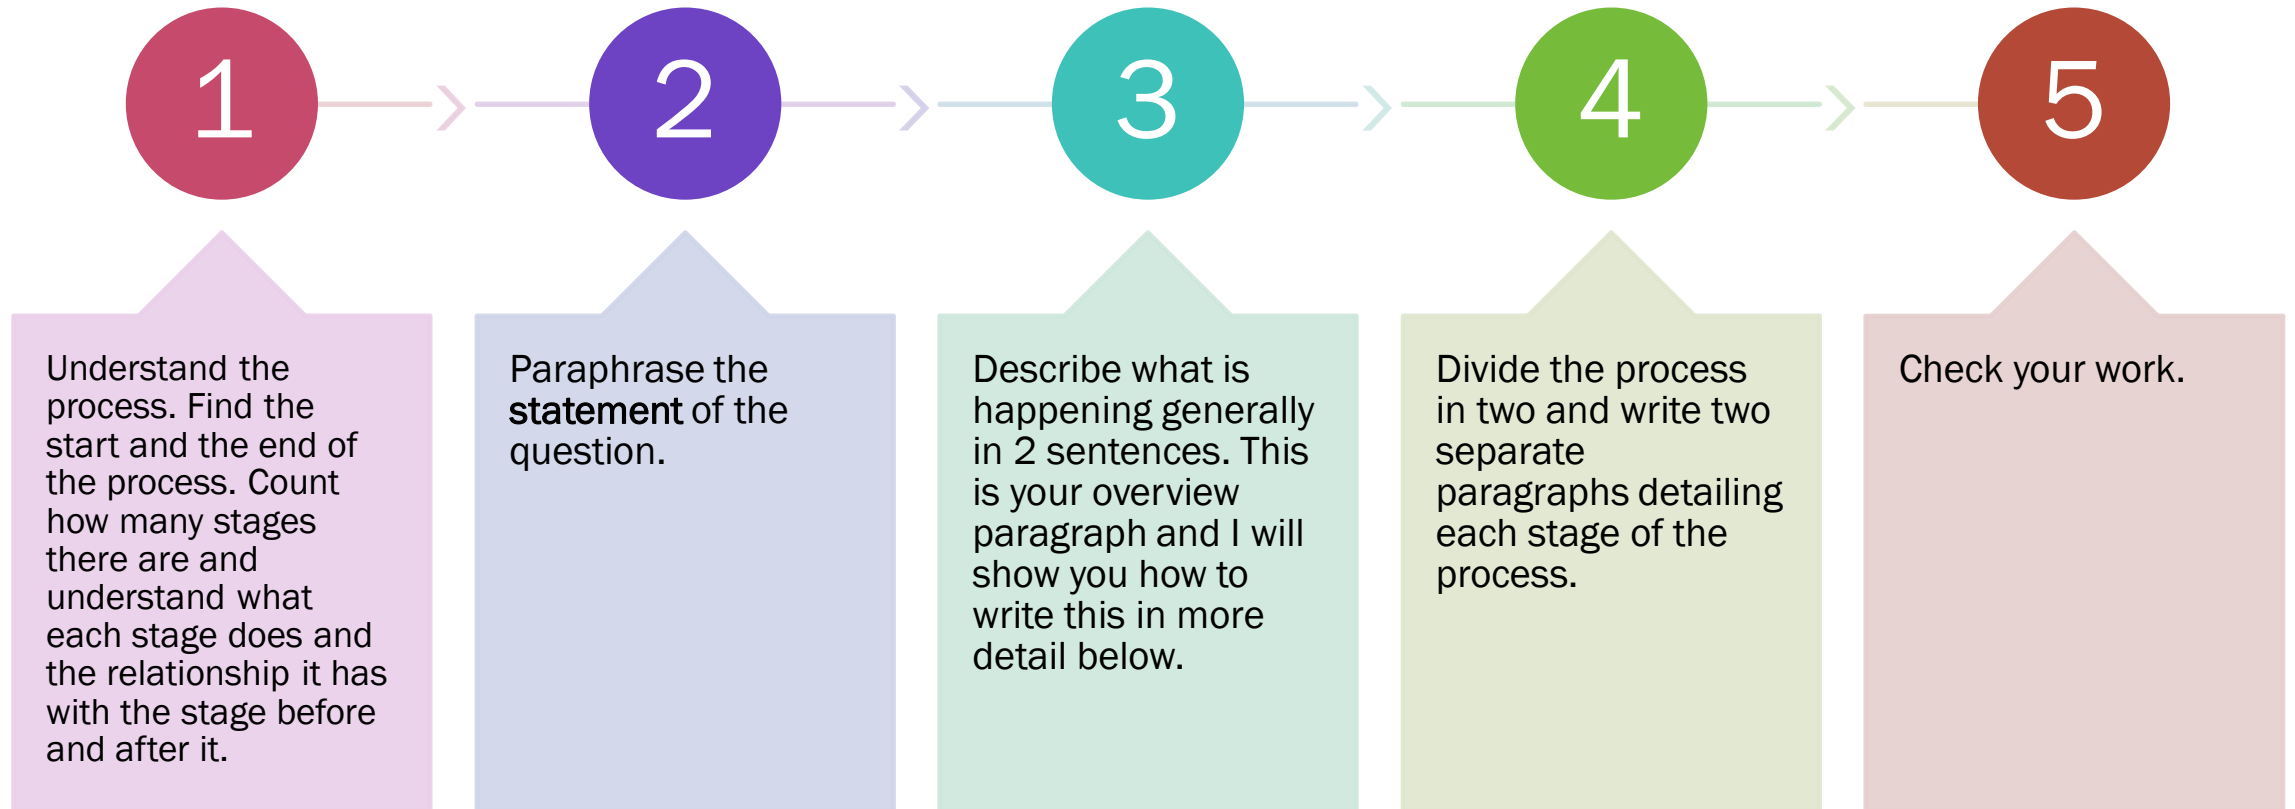 1
2
3
4
5
Understand the
process. Find the
start and the end of
the process. Count
how many stages
there are and
understand what
each stage does and
the relationship it has
with the stage before
and after it.
Paraphrase the
statement of the
question.
Describe what is
happening generally
in 2 sentences. This
is your overview
paragraph and I will
show you how to
write this in more
detail below.
Divide the process
in two and write two
separate
paragraphs detailing
each stage of the
process.
Check your work.